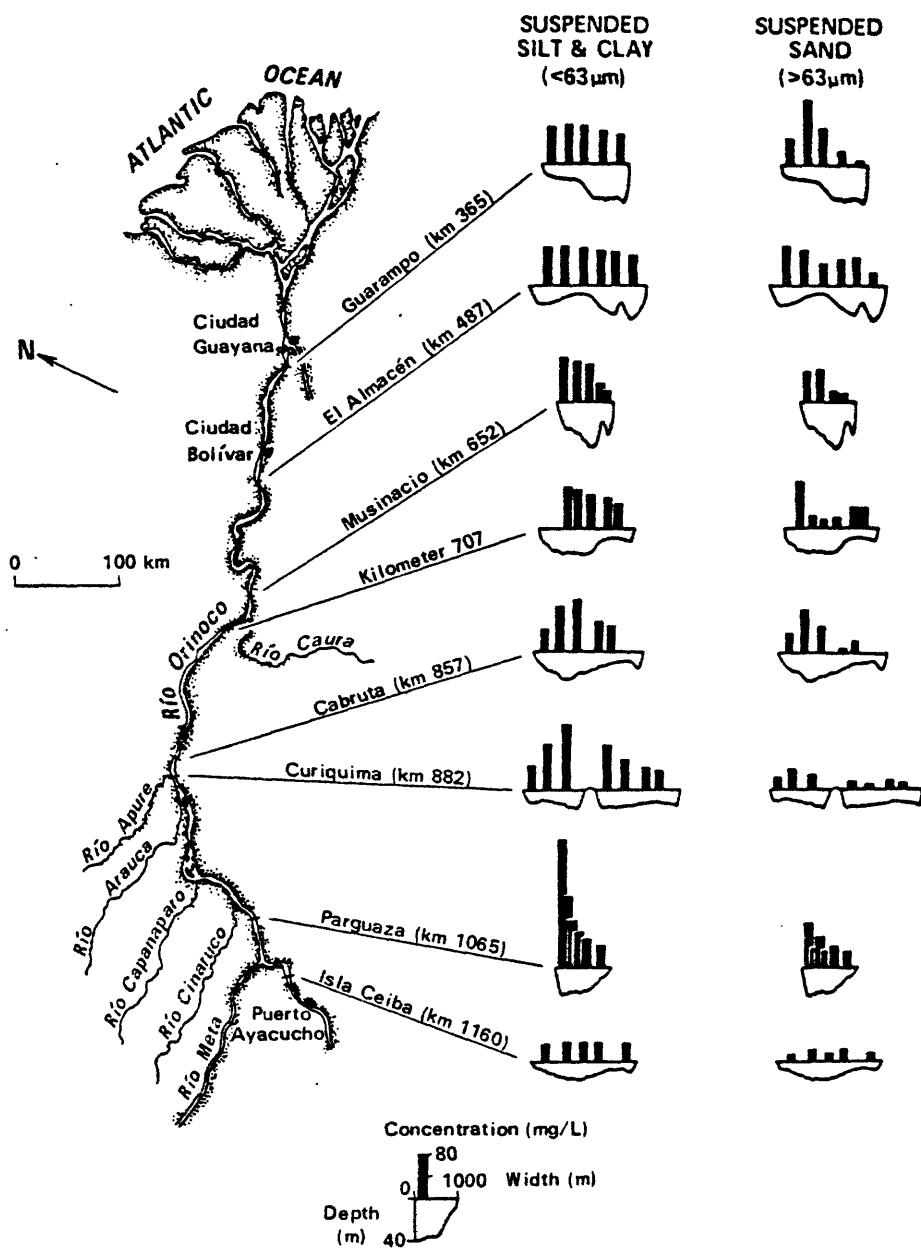 SUSPENDED
SILT & CLAY
(<63µm)
SUSPENDED
SAND
(>63µm)
ATLANTIC
OCEAN
Guarampo (km 365)
El Almacén (km 487)
Ciudad
Guayana
N
Ciudad
Bolívar
Musinacio (km 652)
Kilometer 707
0 100 km
Río Orinoco
Río Caura
Cabruta (km 857)
Curiquima (km 882)
Río Apure
Río Arauca
Río Capanaparo
Río Cinaruco
Río Meta
Parguaza (km 1065)
Isla Ceiba (km 1160)
Puerto
Ayacucho
Concentration (mg/L)
80
0 1000 Width (m)
Depth
(m) 40